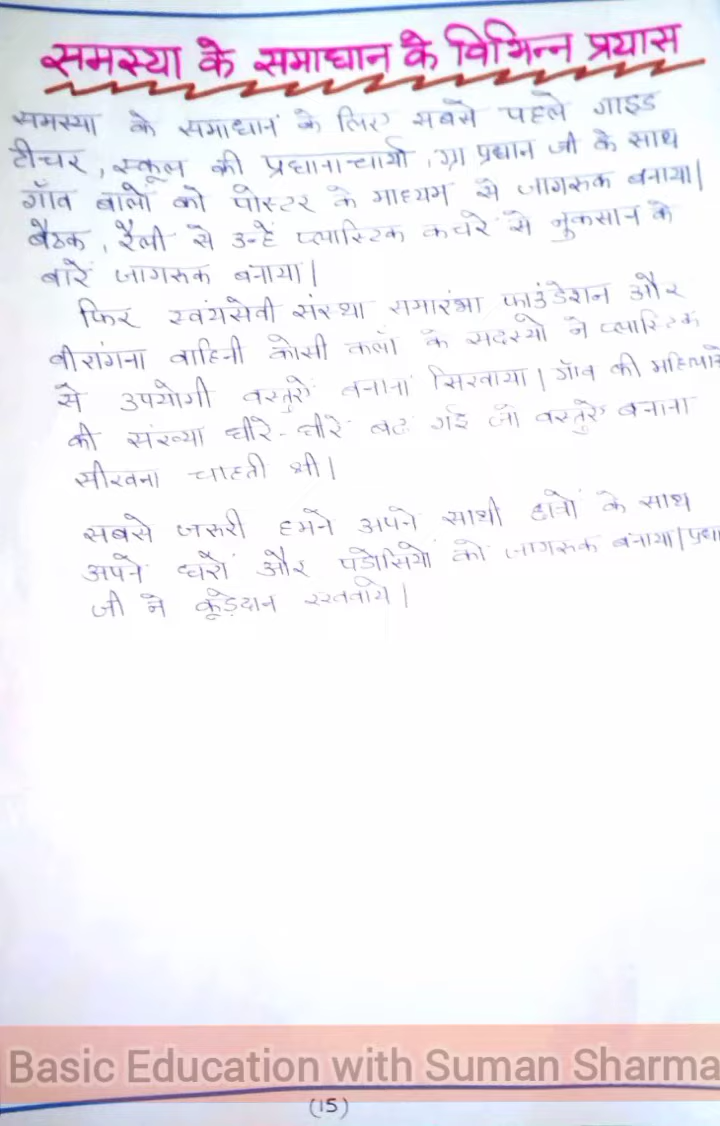 समस्या के समाधान के विभिन्न प्रयास
समस्या के समाधान के लिए सबसे पहले गाइड
टीचर, स्कूल की प्रधानाचार्या, ग्रा प्रधान जी के साथ
गाँव वालों को पोस्टर के माध्यम से जागरुक बनाया।
बैठक, रैली से उन्हें प्लास्टिक कचरे से नुकसान के
बारें जागरुक बनाया।
फिर स्वयंसेवी संस्था समारंभा फाउंडेशन और
वीरांगना वाहिनी कोसी कलाँ के सदस्यो ने प्लास्टिक
से उपयोगी वस्तुएें बनाना सिखाया। गाँव की महिलाओ
की संख्या धीरे-धीरे बढ गई जो वस्तुऐ बनाना
सीखना चाहती थी।
सबसे जरुरी हमने अपने साथी छात्रों के साथ
अपने घरों और पडोसियों को जागरुक बनाया। प्रधा
जी ने कूड़ेदान रखवाये।
Basic Education with Suman Sharma
(15)